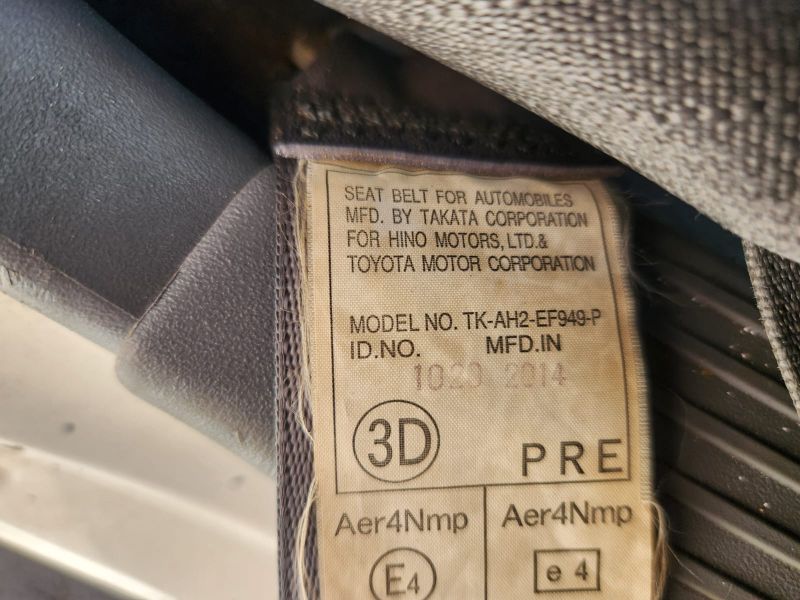 SEAT BELT FOR AUTOMOBILES
MFD. BY TAKATA CORPORATION
FOR HINO MOTORS, LTD.&
TOYOTA MOTOR CORPORATION
MODEL NO. TK-AH2-EF949-P
ID.NO. MFD.IN
1020 2014
3D
PRE
Aer4Nmp Aer4Nmp
E4 e 4